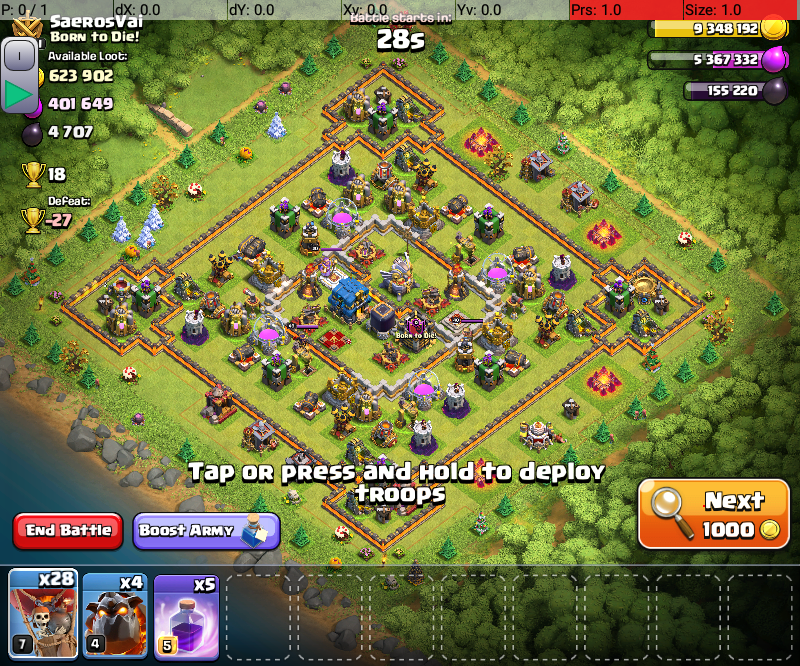 P: 0 / 1 dX: 0.0 dY: 0.0 Xv: 0.0 Yv: 0.0 Prs: 1.0 Size: 1.0
SaerosVai
Born to Die!
Battle starts in:
28s
Available Loot:
623 902
401 649
4 707
18
Defeat:
-27
9 348 192
5 367 332
155 220
Born to Die!
Tap or press and hold to deploy
troops
End Battle
Boost Army
Next
1000
x28
x4
x5
7
4
5